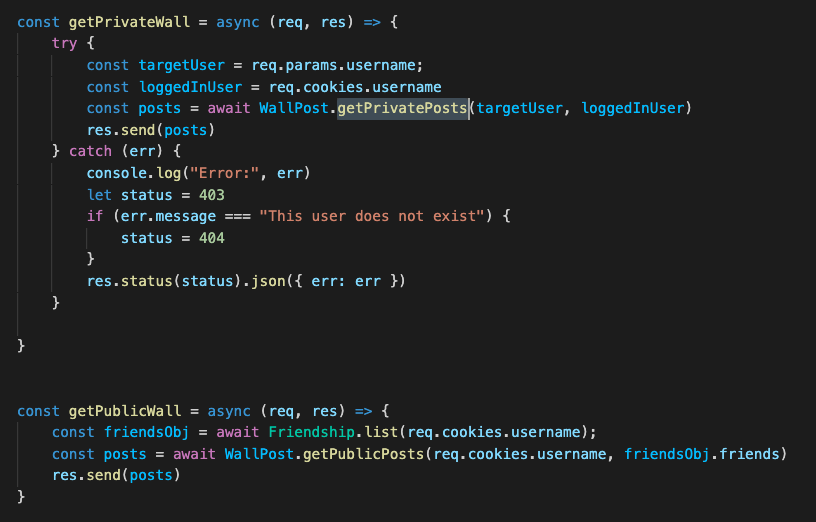 const getPrivateWall = async (req, res) => {
try {
const targetUser = req.params.username;
const loggedInUser = req.cookies.username
const posts = await WallPost.getPrivatePosts(targetUser, loggedInUser)
res.send(posts)
} catch (err) {
console.log("Error:", err)
let status = 403
if (err.message === "This user does not exist") {
status = 404
}
res.status(status).json({ err: err })
}
}
const getPublicWall = async (req, res) => {
const friendsObj = await Friendship.list(req.cookies.username);
const posts = await WallPost.getPublicPosts(req.cookies.username, friendsObj.friends)
res.send(posts)
}